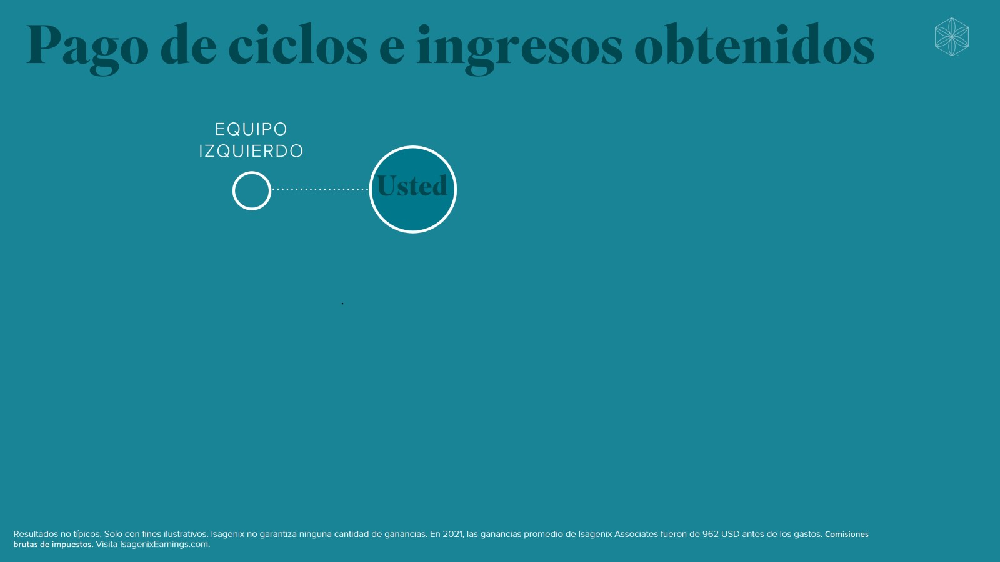 Pago de ciclos e ingresos obtenidos
EQUIPO
IZQUIERDO
Usted
Resultados no típicos. Solo con fines ilustrativos. Isagenix no garantiza ninguna cantidad de ganancias. En 2021, las ganancias promedio de Isagenix Associates fueron de 962 USD antes de los gastos. Comisiones
brutas de impuestos. Visita IsagenixEarnings.com.